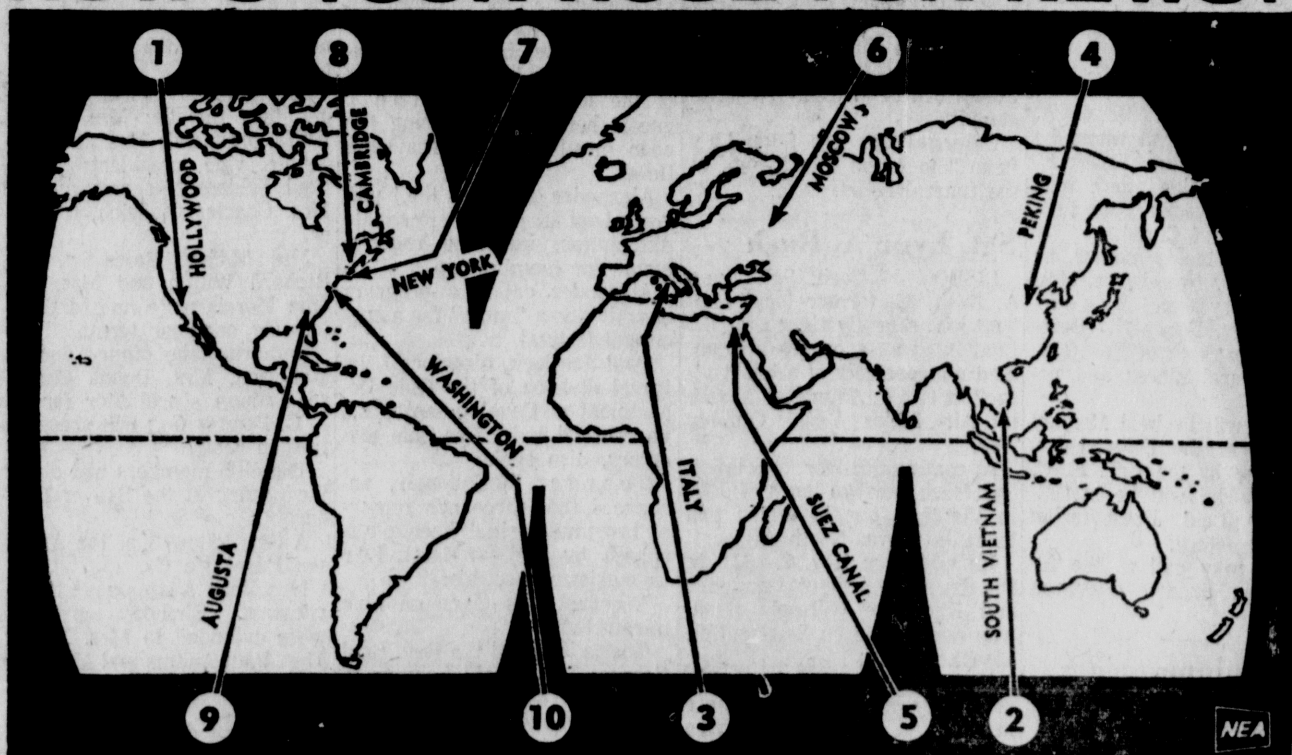 1
8
7
6
4
HOLLYWOOD
CAMBRIDGE
NEW YORK
MOSCOW
PEKING
WASHINGTON
AUGUSTA
ITALY
SUEZ CANAL
SOUTH VIETNAM
9
10
3
5
2
NEA